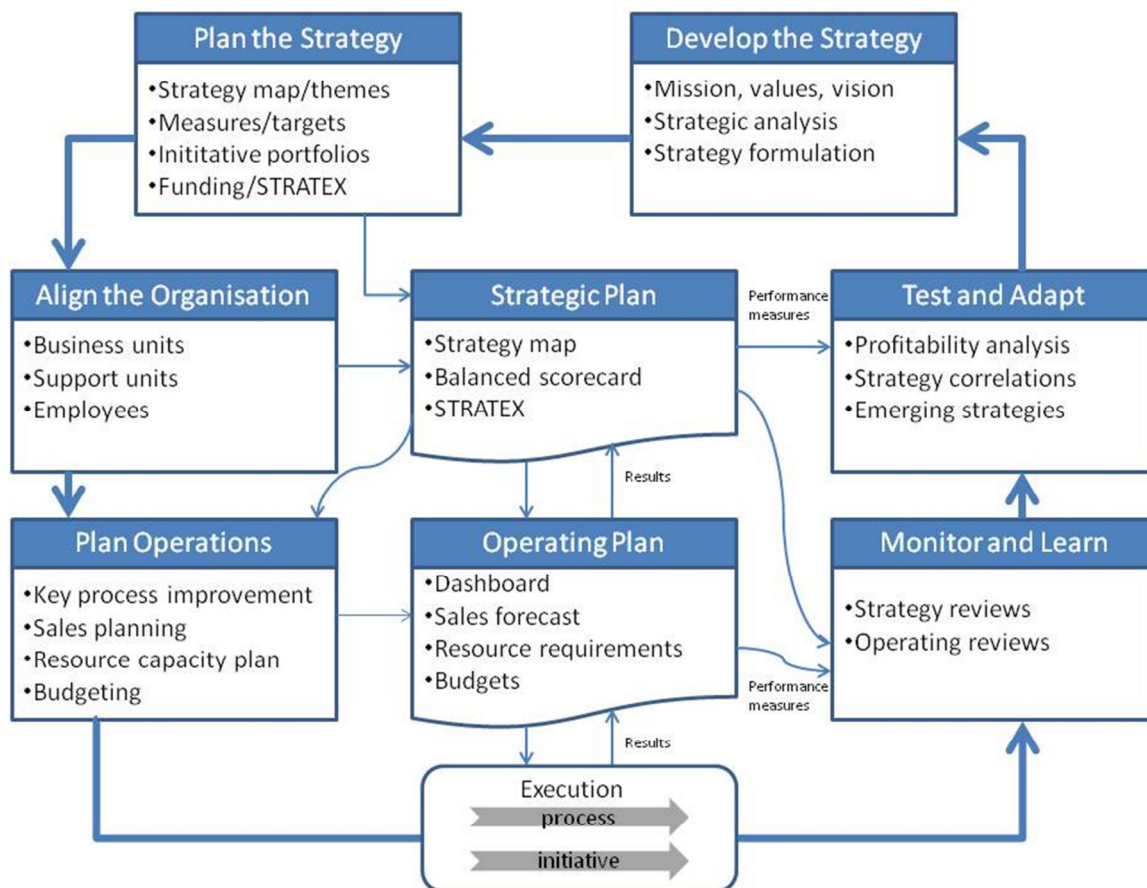 Plan the Strategy
•Strategy map/themes
•Measures/targets
•Inititative portfolios
•Funding/STRATEX
Develop the Strategy
•Mission, values, vision
•Strategic analysis
•Strategy formulation
Align the Organisation
•Business units
•Support units
•Employees
Strategic Plan
•Strategy map
•Balanced scorecard
•STRATEX
Performance
measures
Test and Adapt
•Profitability analysis
•Strategy correlations
•Emerging strategies
Results
Plan Operations
•Key process improvement
•Sales planning
•Resource capacity plan
•Budgeting
Operating Plan
•Dashboard
•Sales forecast
•Resource requirements
•Budgets
Monitor and Learn
•Strategy reviews
•Operating reviews
Performance
measures
Results
Execution
process
initiative